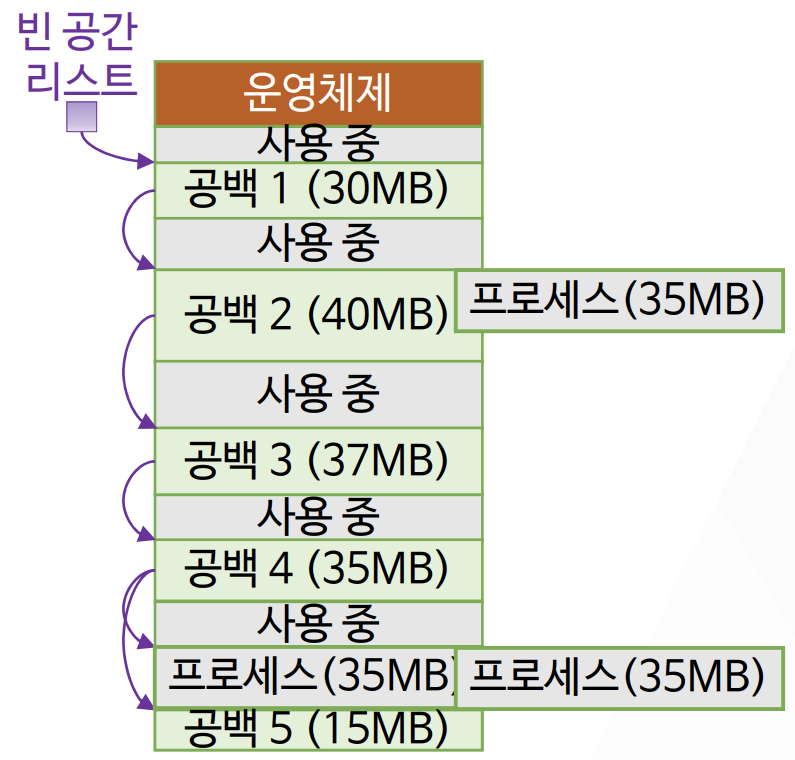 빈 공간
리스트
운영체제
사용 중
공백 1 (30MB)
사용 중
공백 2 (40MB)
프로세스(35MB)
사용 중
공백 3 (37MB)
사용 중
공백 4 (35MB)
사용 중
프로세스(35MB)
프로세스(35MB)
공백 5 (15MB)